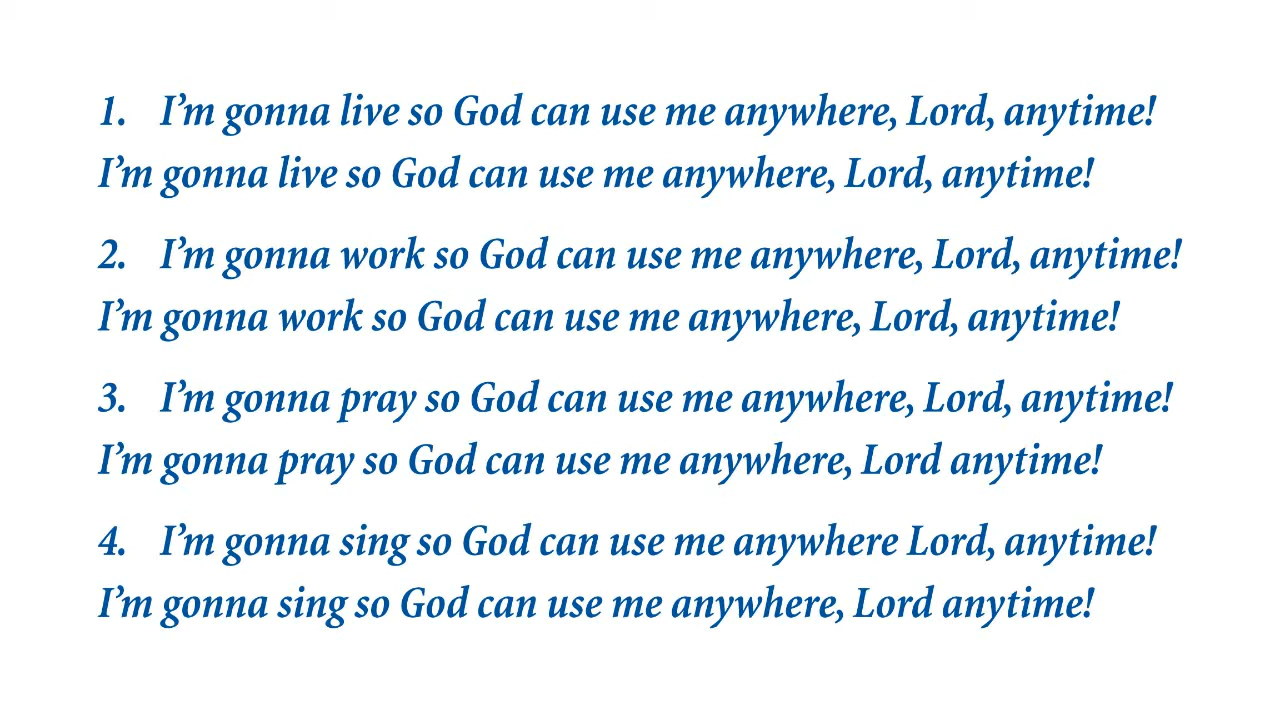 1. I’m gonna live so God can use me anywhere, Lord, anytime!
I’m gonna live so God can use me anywhere, Lord, anytime!
2. I’m gonna work so God can use me anywhere, Lord, anytime!
I’m gonna work so God can use me anywhere, Lord, anytime!
3. I’m gonna pray so God can use me anywhere, Lord, anytime!
I’m gonna pray so God can use me anywhere, Lord anytime!
4. I’m gonna sing so God can use me anywhere Lord, anytime!
I’m gonna sing so God can use me anywhere, Lord anytime!